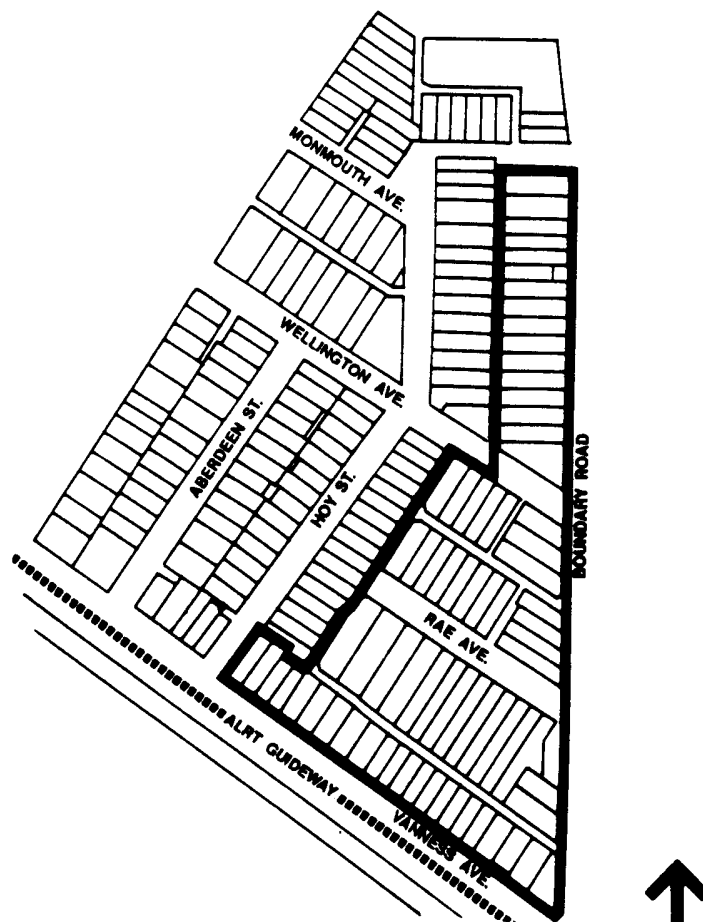 MONMOUTH AVE.
WELLINGTON AVE.
ABERDEEN ST.
HOY ST.
BOUNDARY ROAD
RAE AVE.
ALRT GUIDEWAY
VANNESS AVE.